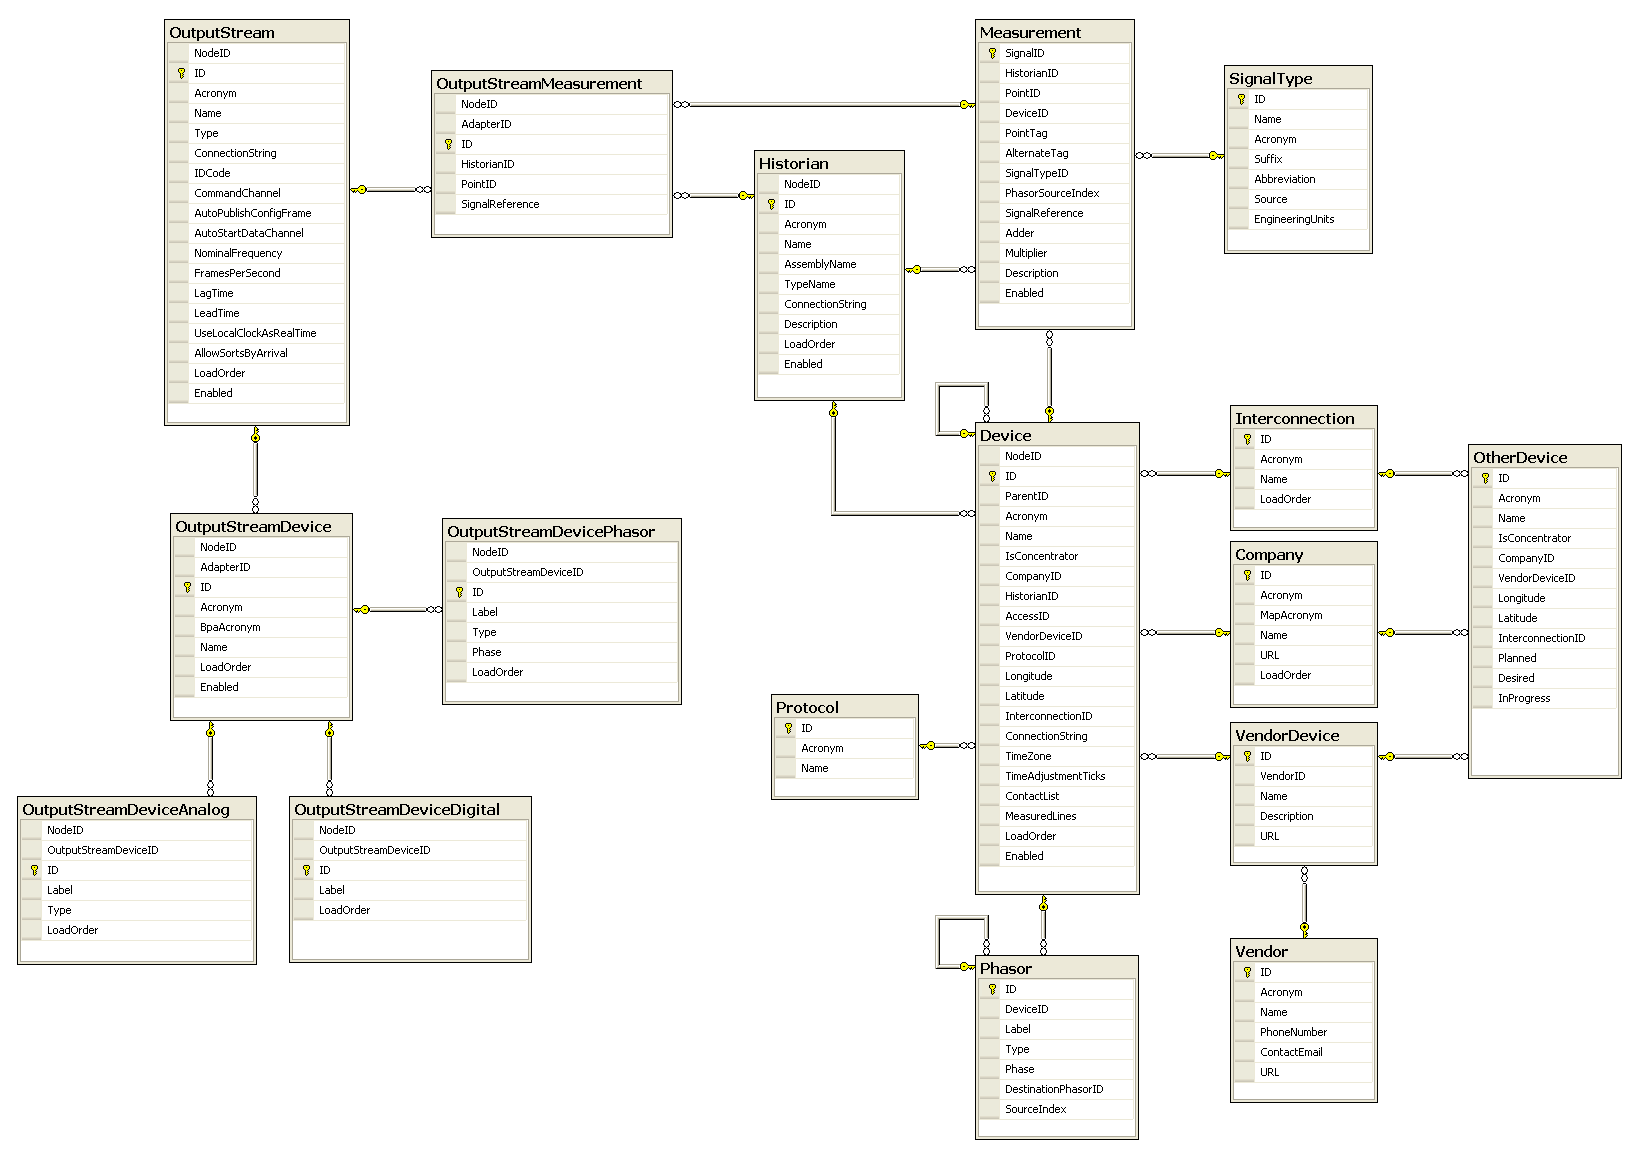 OutputStream
NodeID
ID
Acronym
Name
Type
ConnectionString
IDCode
CommandChannel
AutoPublishConfigFrame
AutoStartDataChannel
NominalFrequency
FramesPerSecond
LagTime
LeadTime
UseLocalClockAsRealTime
AllowSortsByArrival
LoadOrder
Enabled
OutputStreamMeasurement
NodeID
AdapterID
ID
HistorianID
PointID
SignalReference
Historian
NodeID
ID
Acronym
Name
AssemblyName
TypeName
ConnectionString
Description
LoadOrder
Enabled
Measurement
SignalID
HistorianID
PointID
DeviceID
PointTag
AlternateTag
SignalTypeID
PhasorSourceIndex
SignalReference
Adder
Multiplier
Description
Enabled
SignalType
ID
Name
Acronym
Suffix
Abbreviation
Source
EngineeringUnits
OutputStreamDevice
NodeID
AdapterID
ID
Acronym
BpaAcronym
Name
LoadOrder
Enabled
OutputStreamDevicePhasor
NodeID
OutputStreamDeviceID
ID
Label
Type
Phase
LoadOrder
Device
NodeID
ID
ParentID
Acronym
Name
IsConcentrator
CompanyID
HistorianID
AccessID
VendorDeviceID
ProtocolID
Longitude
Latitude
InterconnectionID
ConnectionString
TimeZone
TimeAdjustmentTicks
ContactList
MeasuredLines
LoadOrder
Enabled
Interconnection
ID
Acronym
Name
LoadOrder
OtherDevice
ID
Acronym
Name
IsConcentrator
CompanyID
VendorDeviceID
Longitude
Latitude
InterconnectionID
Planned
Desired
InProgress
Company
ID
Acronym
MapAcronym
Name
URL
LoadOrder
Protocol
ID
Acronym
Name
VendorDevice
ID
VendorID
Name
Description
URL
OutputStreamDeviceAnalog
NodeID
OutputStreamDeviceID
ID
Label
Type
LoadOrder
OutputStreamDeviceDigital
NodeID
OutputStreamDeviceID
ID
Label
LoadOrder
Phasor
ID
DeviceID
Label
Type
Phase
DestinationPhasorID
SourceIndex
Vendor
ID
Acronym
Name
PhoneNumber
ContactEmail
URL